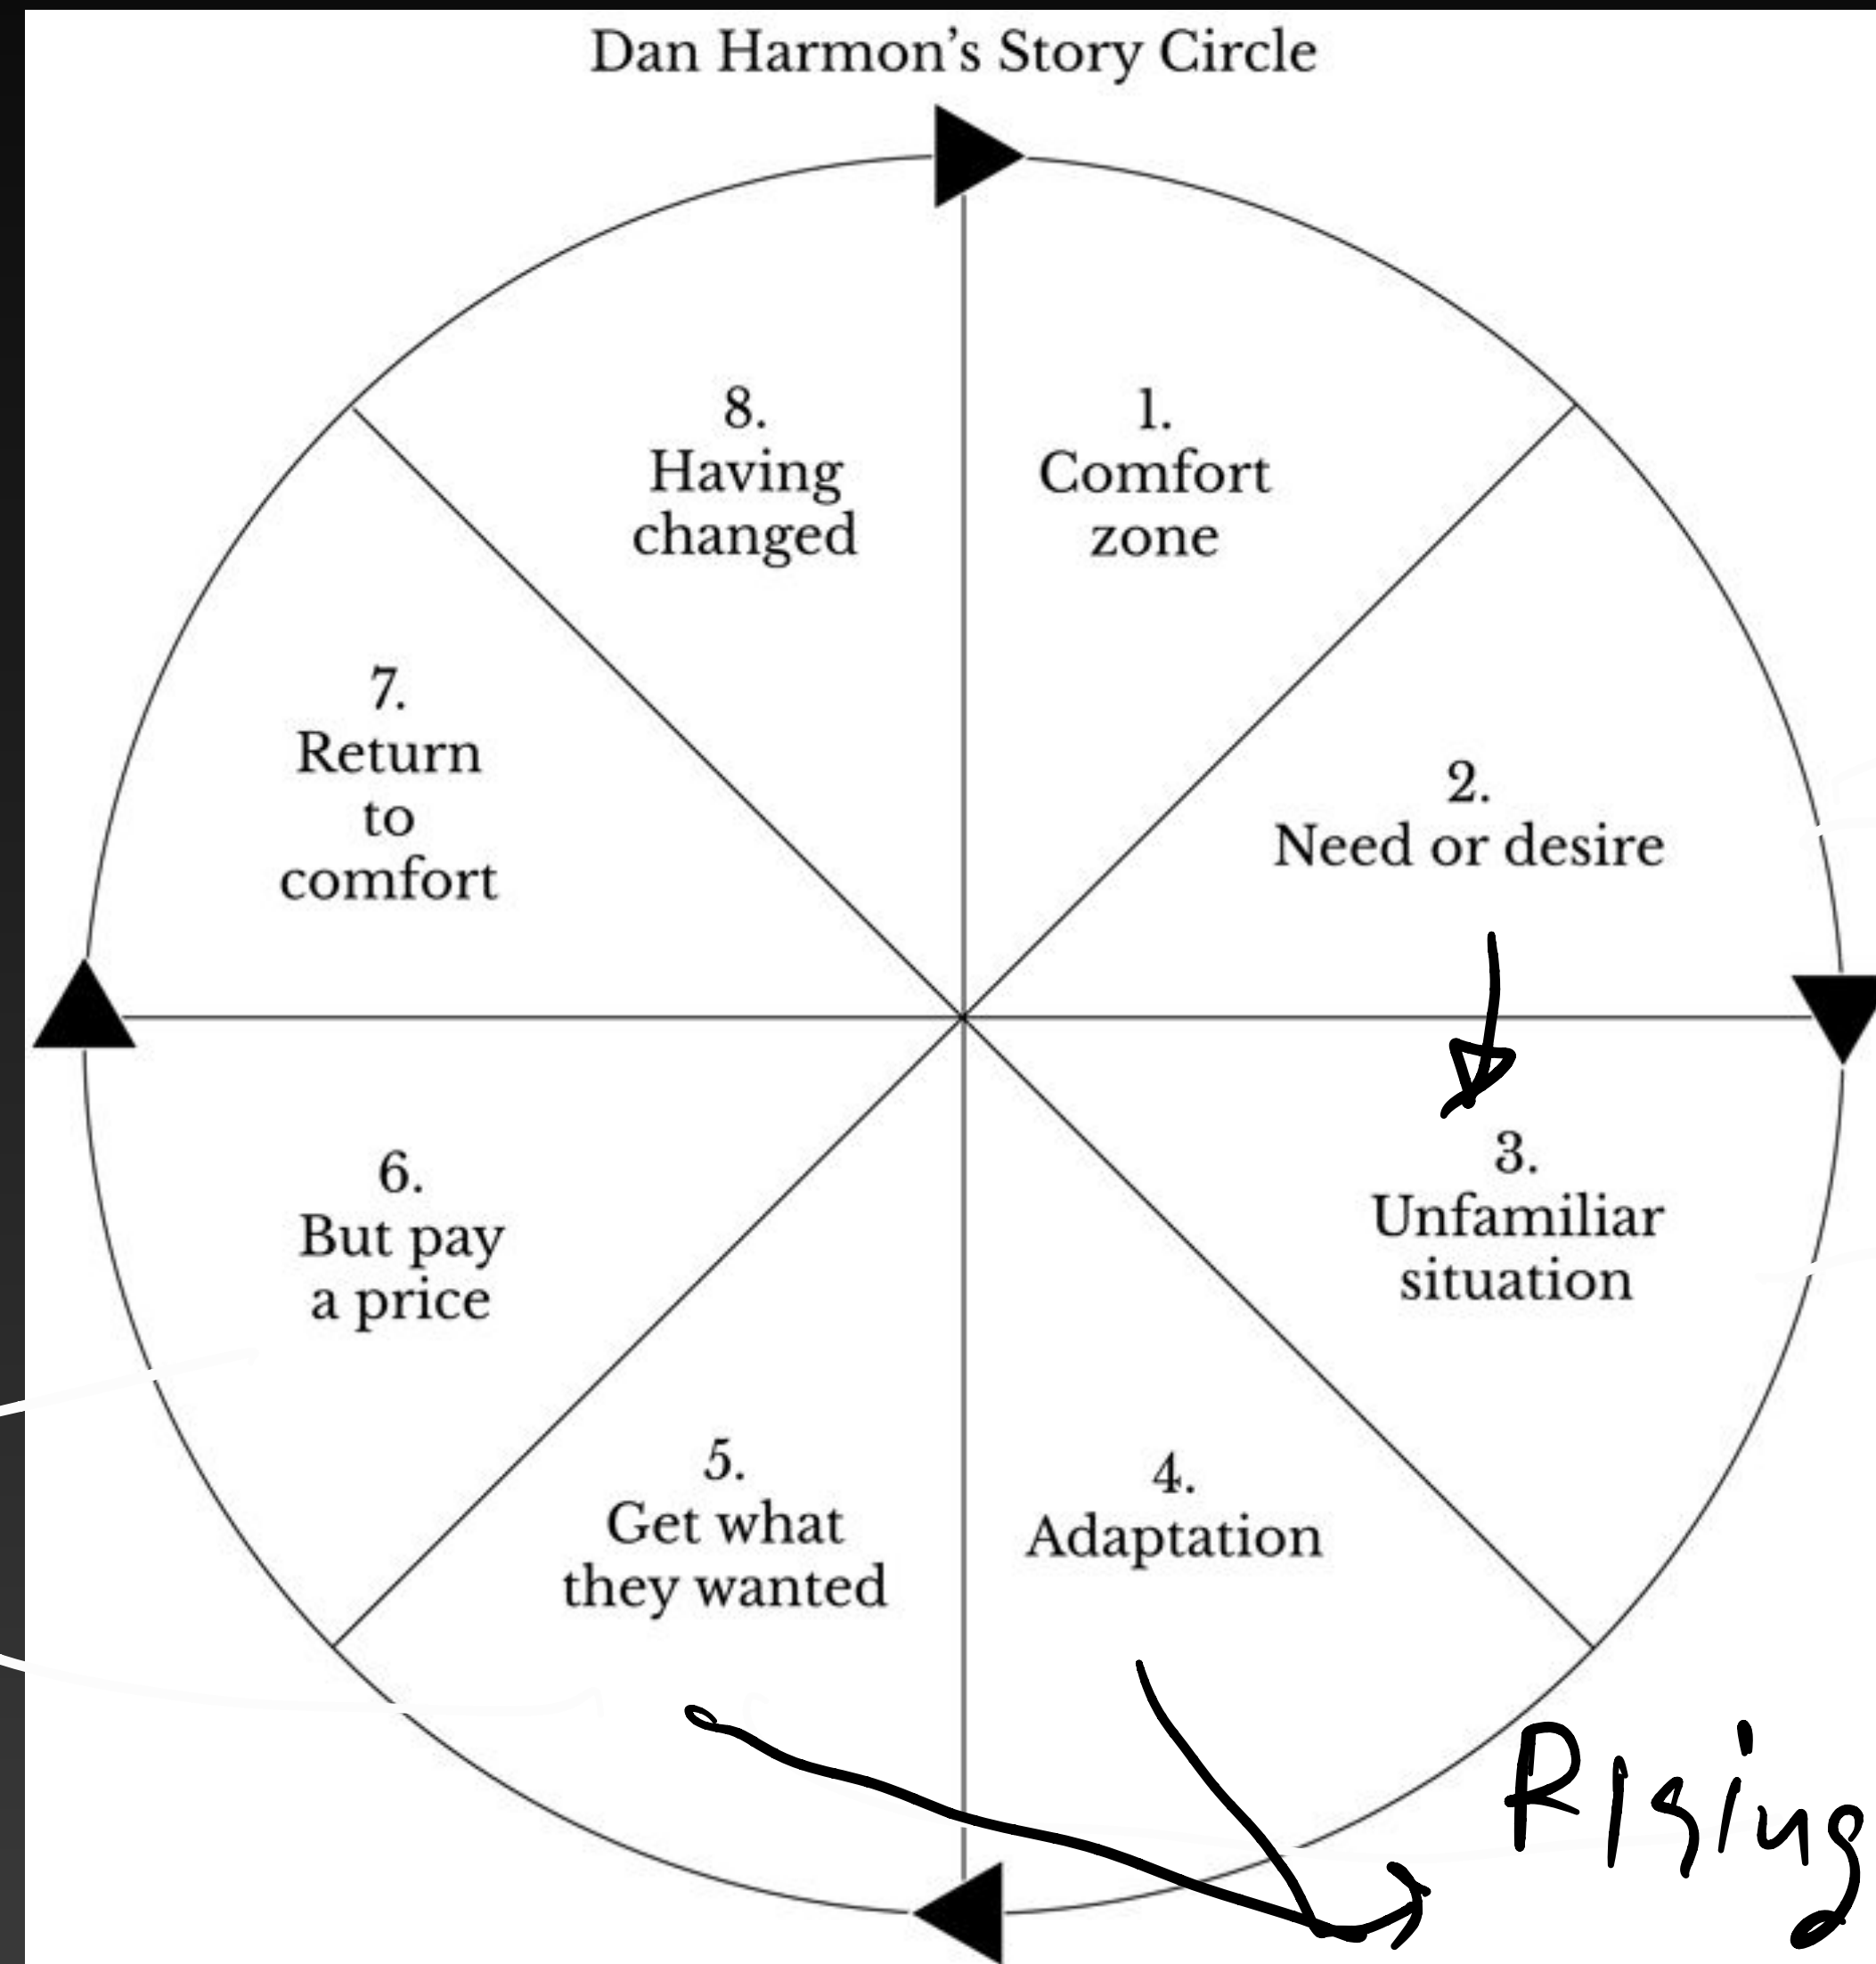 Dan Harmon’s Story Circle
1.
Comfort
zone
2.
Need or desire
3.
Unfamiliar
situation
4.
Adaptation
5.
Get what
they wanted
6.
But pay
a price
7.
Return
to
comfort
8.
Having
changed
Rising